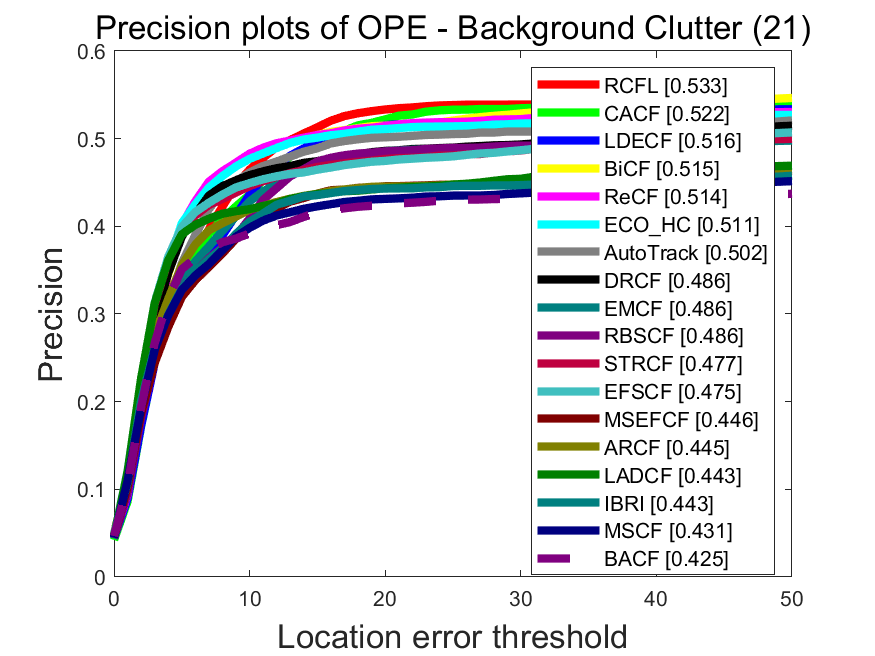 Precision plots of OPE - Background Clutter (21)
0.6
0.5
0.4
0.3
0.2
0.1
0
Precision
RCFL [0.533]
CACF [0.522]
LDECF [0.516]
BiCF [0.515]
ReCF [0.514]
ECO_HC [0.511]
AutoTrack [0.502]
DRCF [0.486]
EMCF [0.486]
RBSCF [0.486]
STRCF [0.477]
EFSCF [0.475]
MSEFCF [0.446]
ARCF [0.445]
LADCF [0.443]
IBRI [0.443]
MSCF [0.431]
BACF [0.425]
0 10 20 30 40 50
Location error threshold